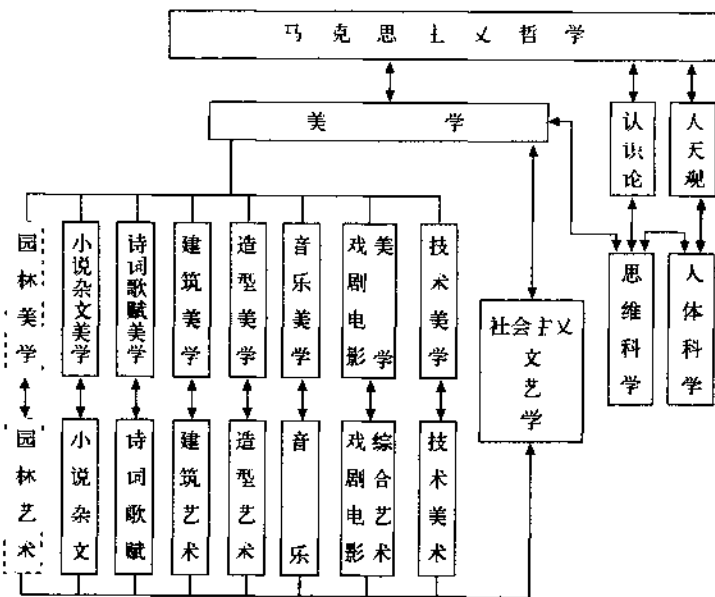 马克思主义哲学
美学
认识论
人天观
园林美学
小说杂文美学
诗词歌赋美学
建筑美学
造型美学
音乐美学
戏剧电影美学
技术美学
社会主义
文艺学
思维科学
人体科学
园林艺术
小说杂文
诗词歌赋
建筑艺术
造型艺术
音乐
戏剧电影
综合艺术
技术美术